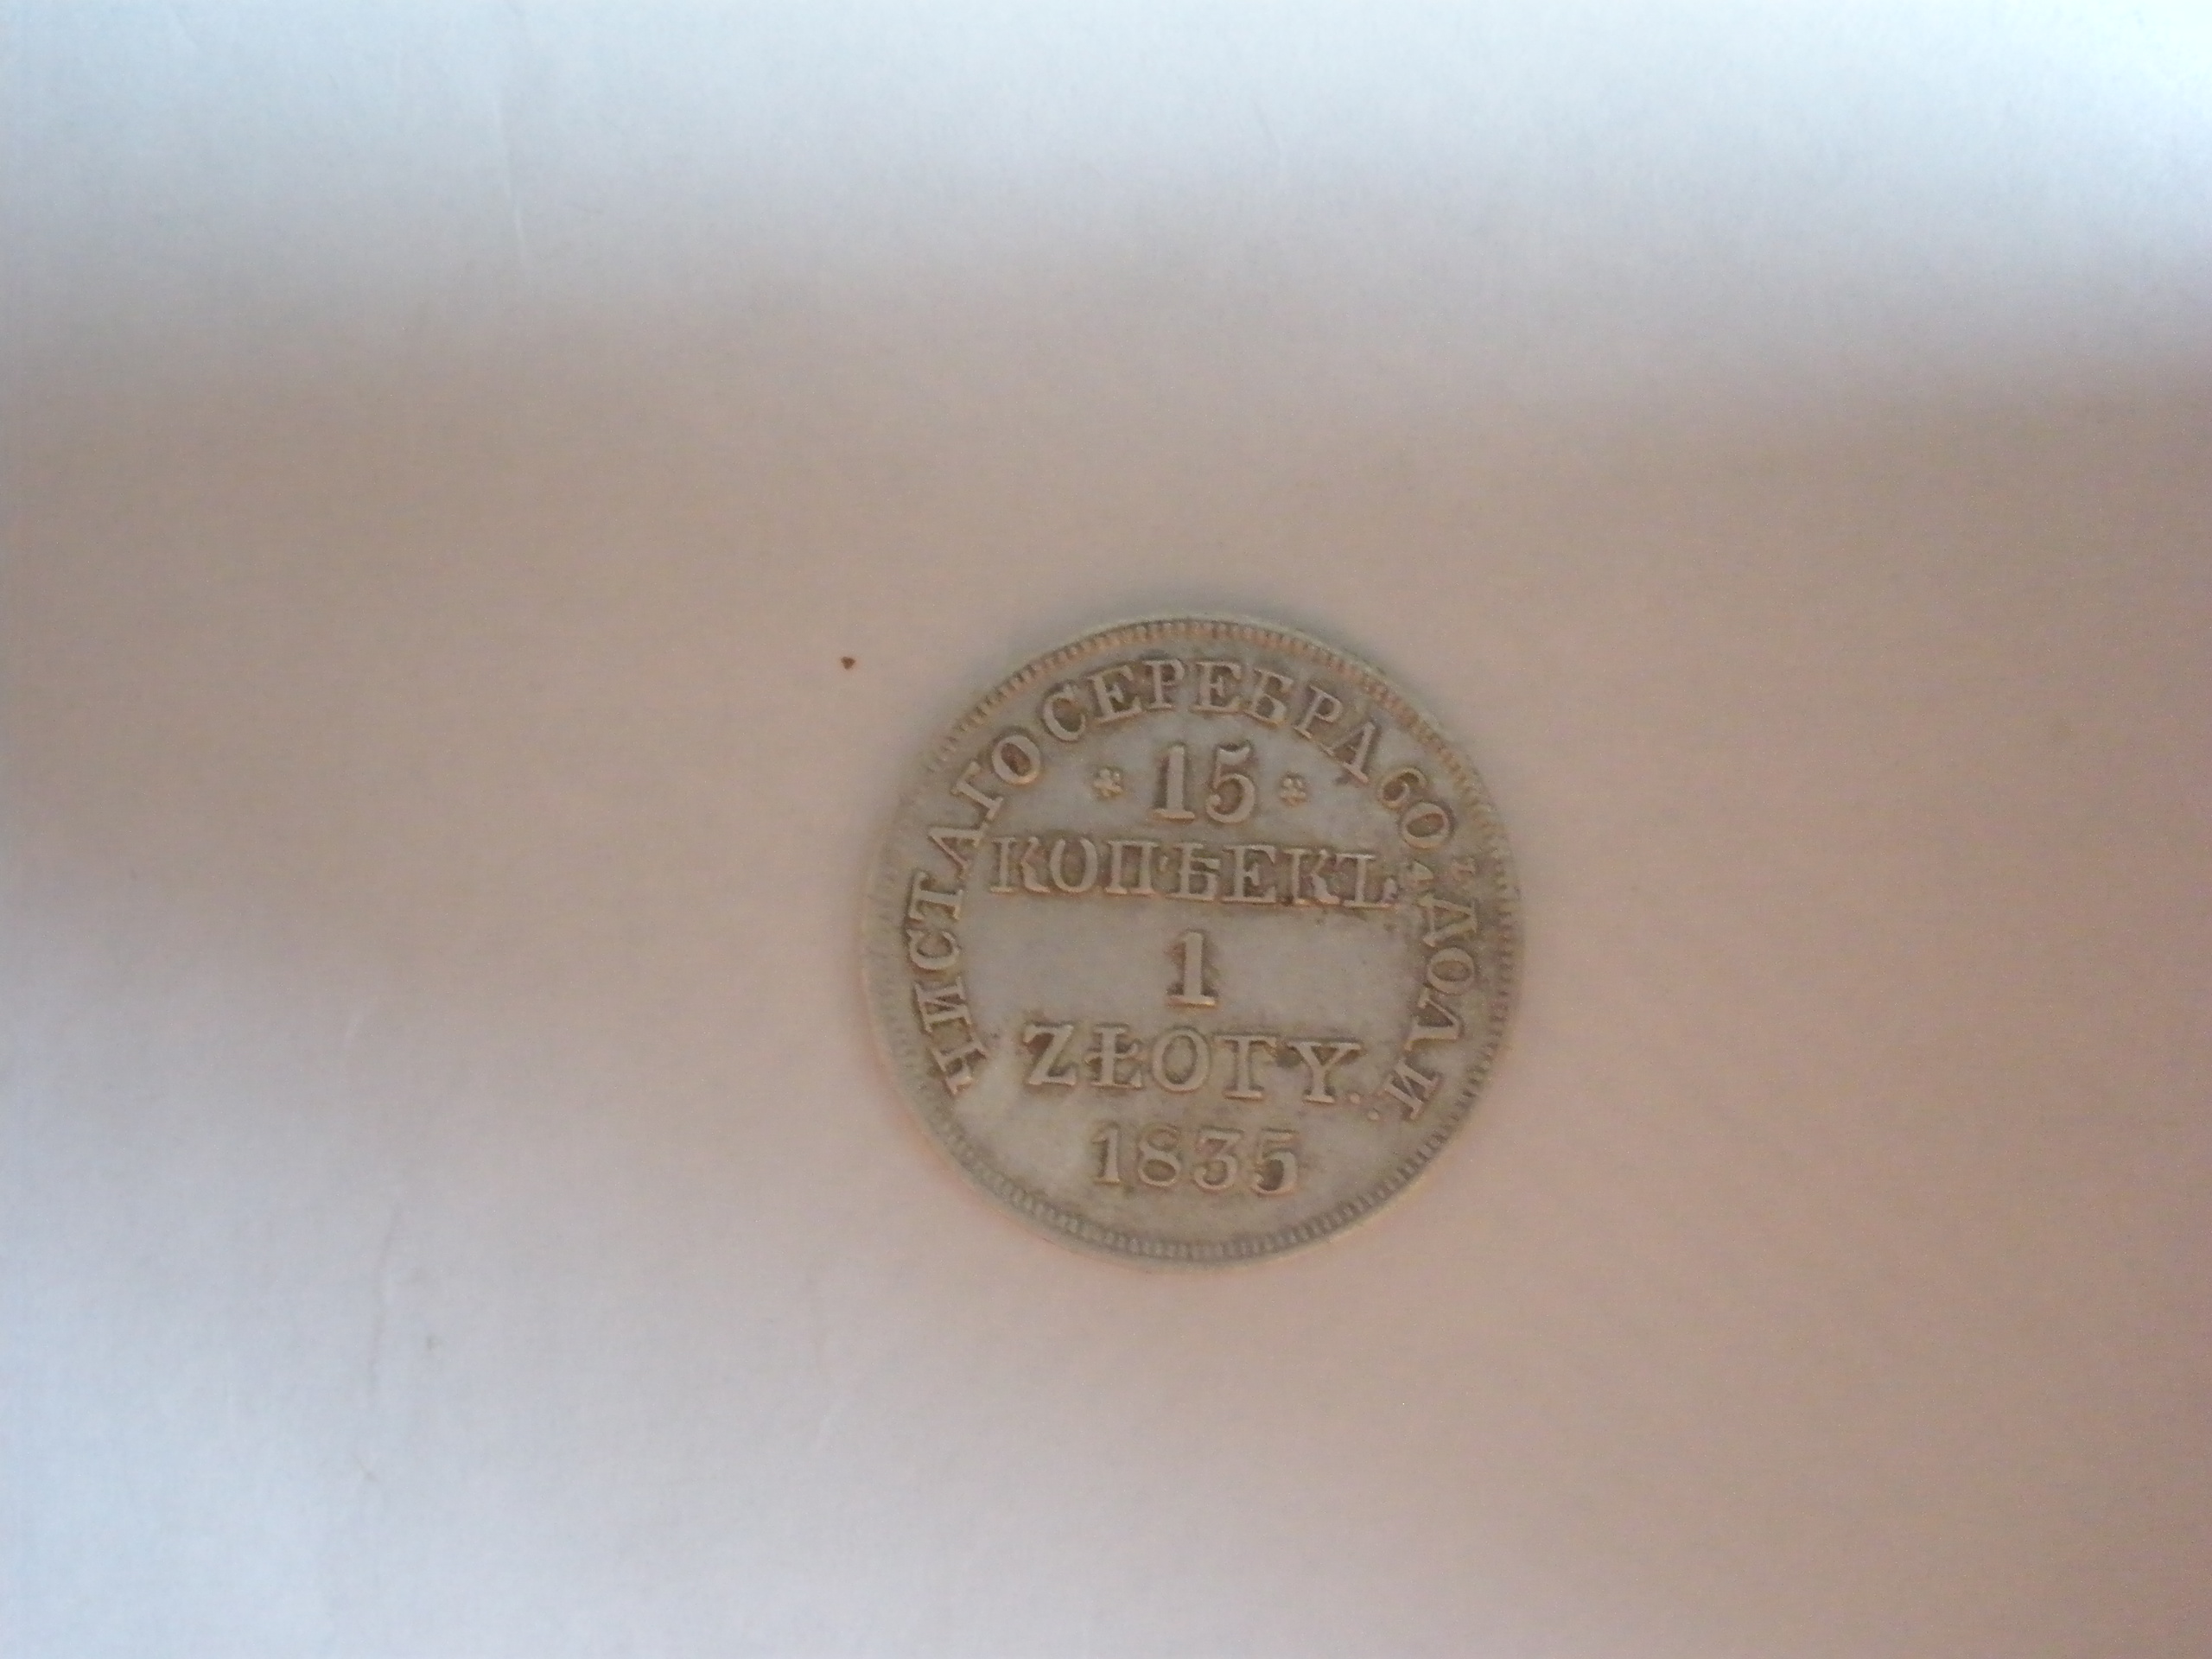 ЧИСТАГО СЕРЕБРА 60 ДОЛИ
15
КОПѢЕКЪ
1
ZŁOTY.
1835